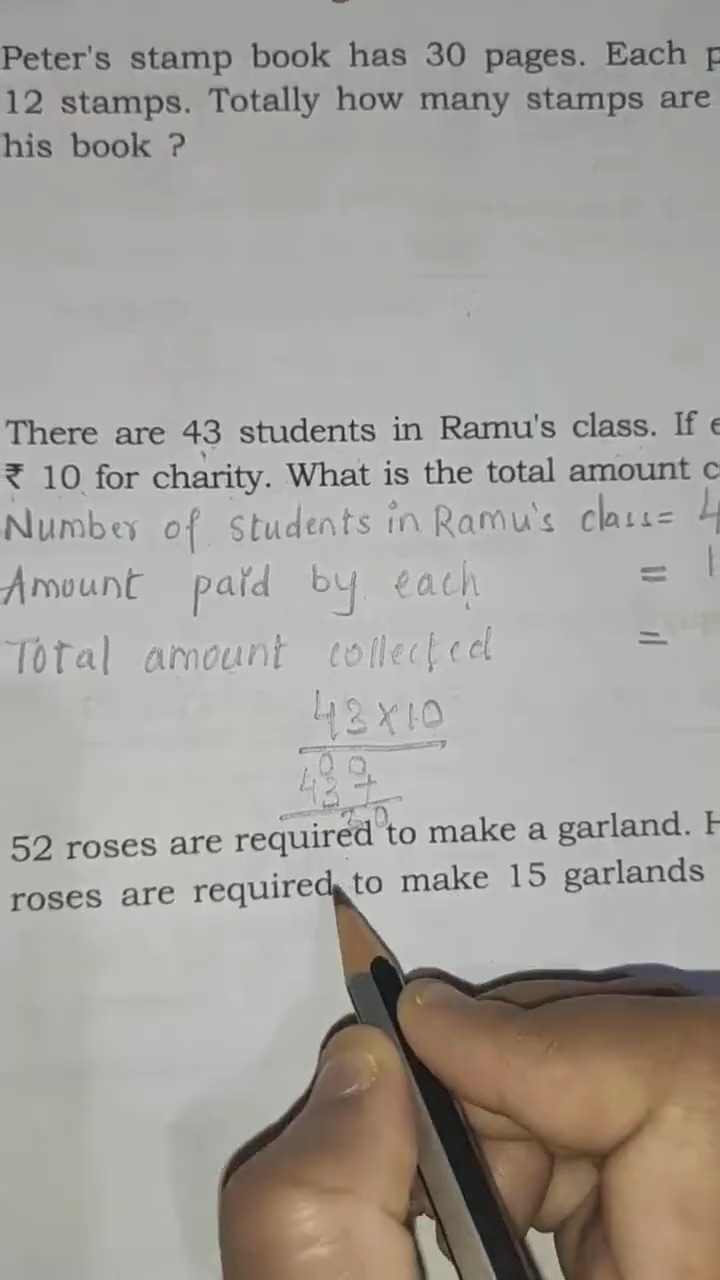 Peter's stamp book has 30 pages. Each
12 stamps. Totally how many stamps are
his book ?
There are 43 students in Ramu's class. If
₹ 10 for charity. What is the total amount
Number of students in Ramu's class = 4
Amount paid by each = 1
Total amount collected =
43 x 10
52 roses are required to make a garland.
roses are required to make 15 garlands